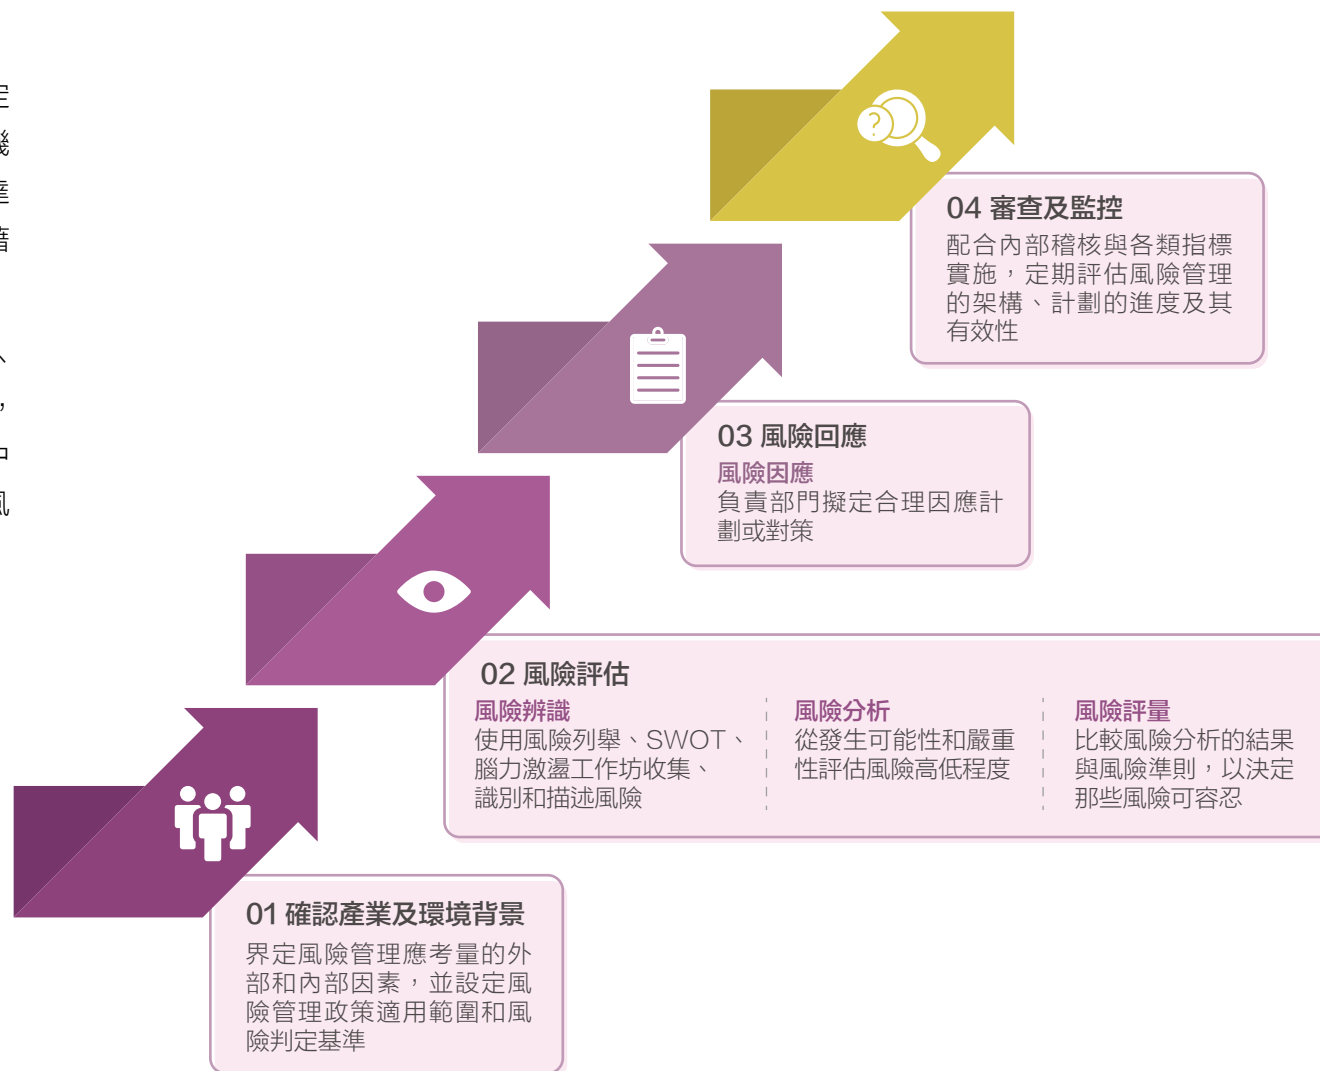 04 審查及監控
配合內部稽核與各類指標
實施，定期評估風險管理
的架構、計劃的進度及其
有效性
03 風險回應
風險因應
負責部門擬定合理因應計
劃或對策
02 風險評估
風險辨識
使用風險列舉、SWOT、
腦力激盪工作坊收集、
識別和描述風險
風險分析
從發生可能性和嚴重
性評估風險高低程度
風險評量
比較風險分析的結果
與風險準則，以決定
那些風險可容忍
01 確認產業及環境背景
界定風險管理應考量的外
部和內部因素，並設定風
險管理政策適用範圍和風
險判定基準
?